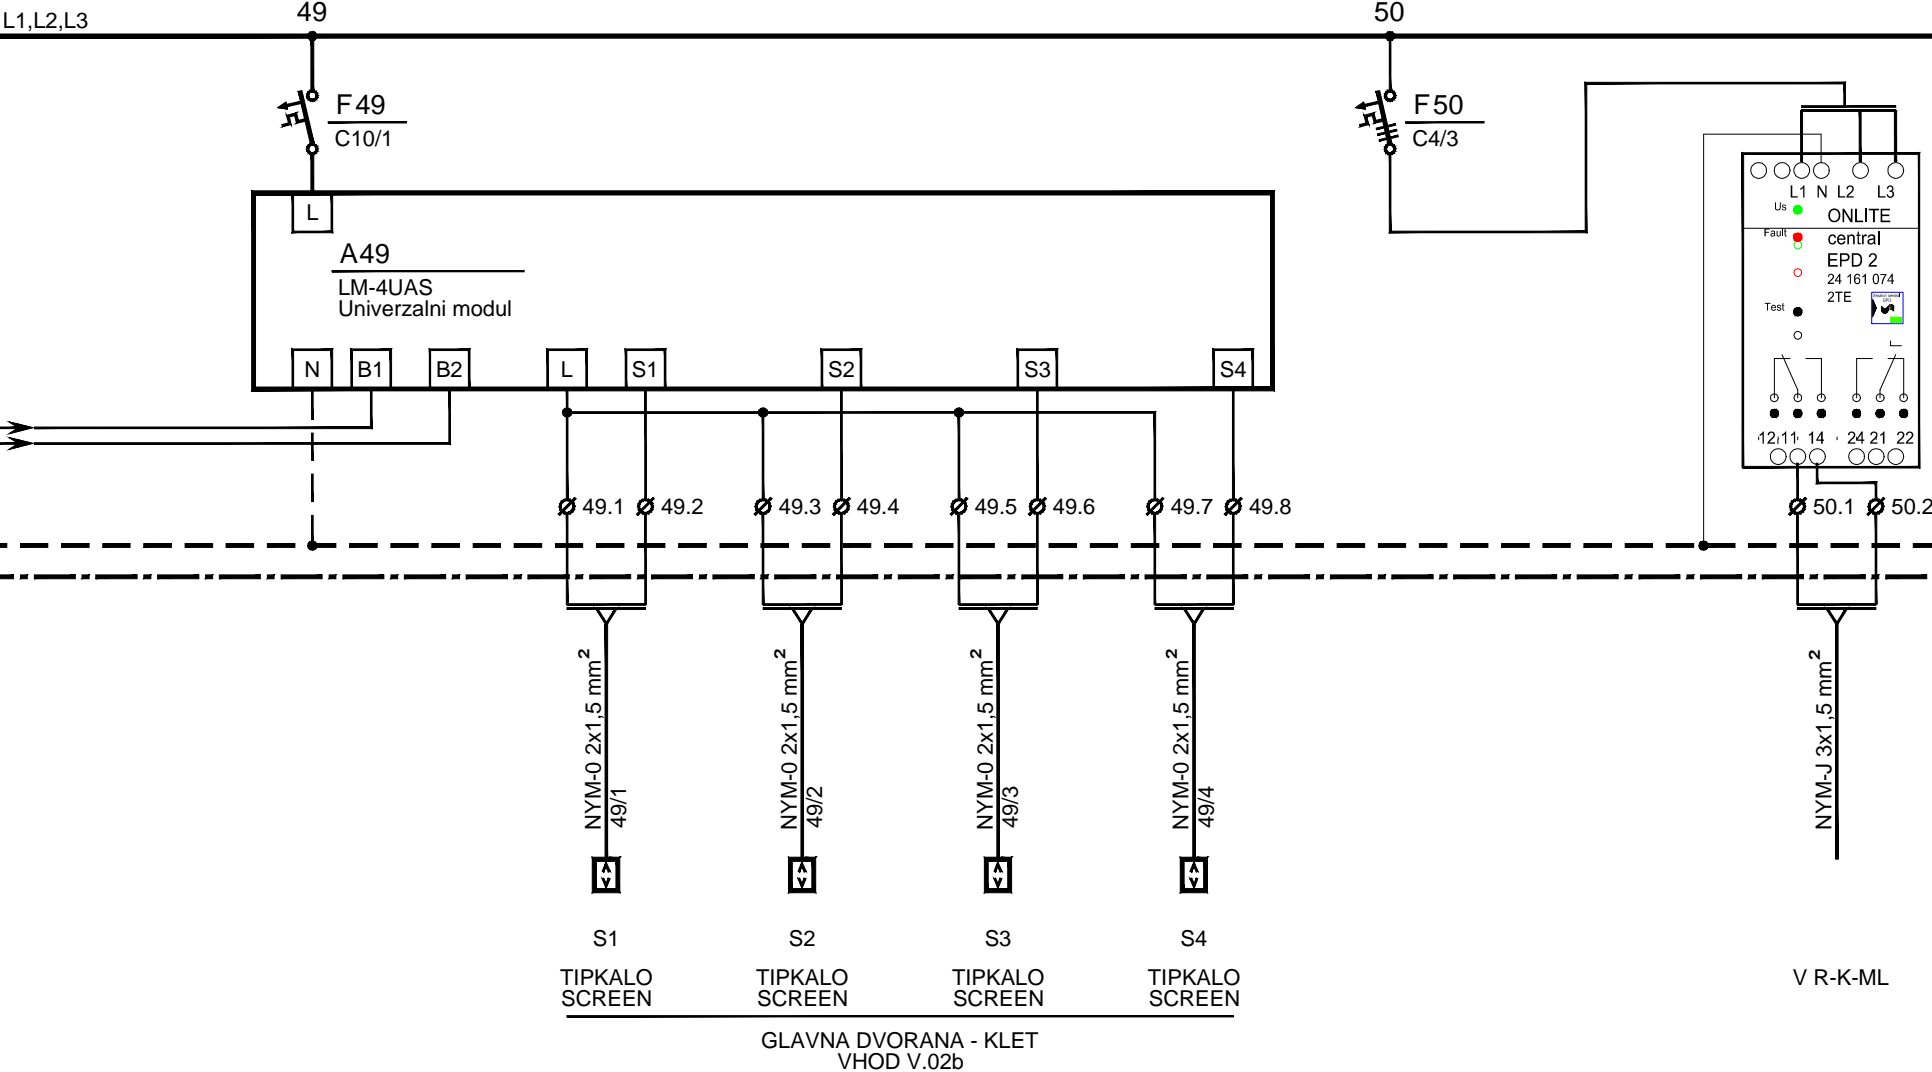 L1,L2,L3
49
50
F49
C10/1
F50
C4/3
L
A49
LM-4UAS
Univerzalni modul
N B1 B2 L S1 S2 S3 S4
L1 N L2 L3
Us
ONLITE
Fault
central
EPD 2
24 161 074
2TE
Test
12 11 14 24 21 22
49.1 49.2 49.3 49.4 49.5 49.6 49.7 49.8 50.1 50.2
NYM-0 2x1,5 mm²
49/1
NYM-0 2x1,5 mm²
49/2
NYM-0 2x1,5 mm²
49/3
NYM-0 2x1,5 mm²
49/4
NYM-J 3x1,5 mm²
S1
TIPKALO
SCREEN
S2
TIPKALO
SCREEN
S3
TIPKALO
SCREEN
S4
TIPKALO
SCREEN
V R-K-ML
GLAVNA DVORANA - KLET
VHOD V.02b